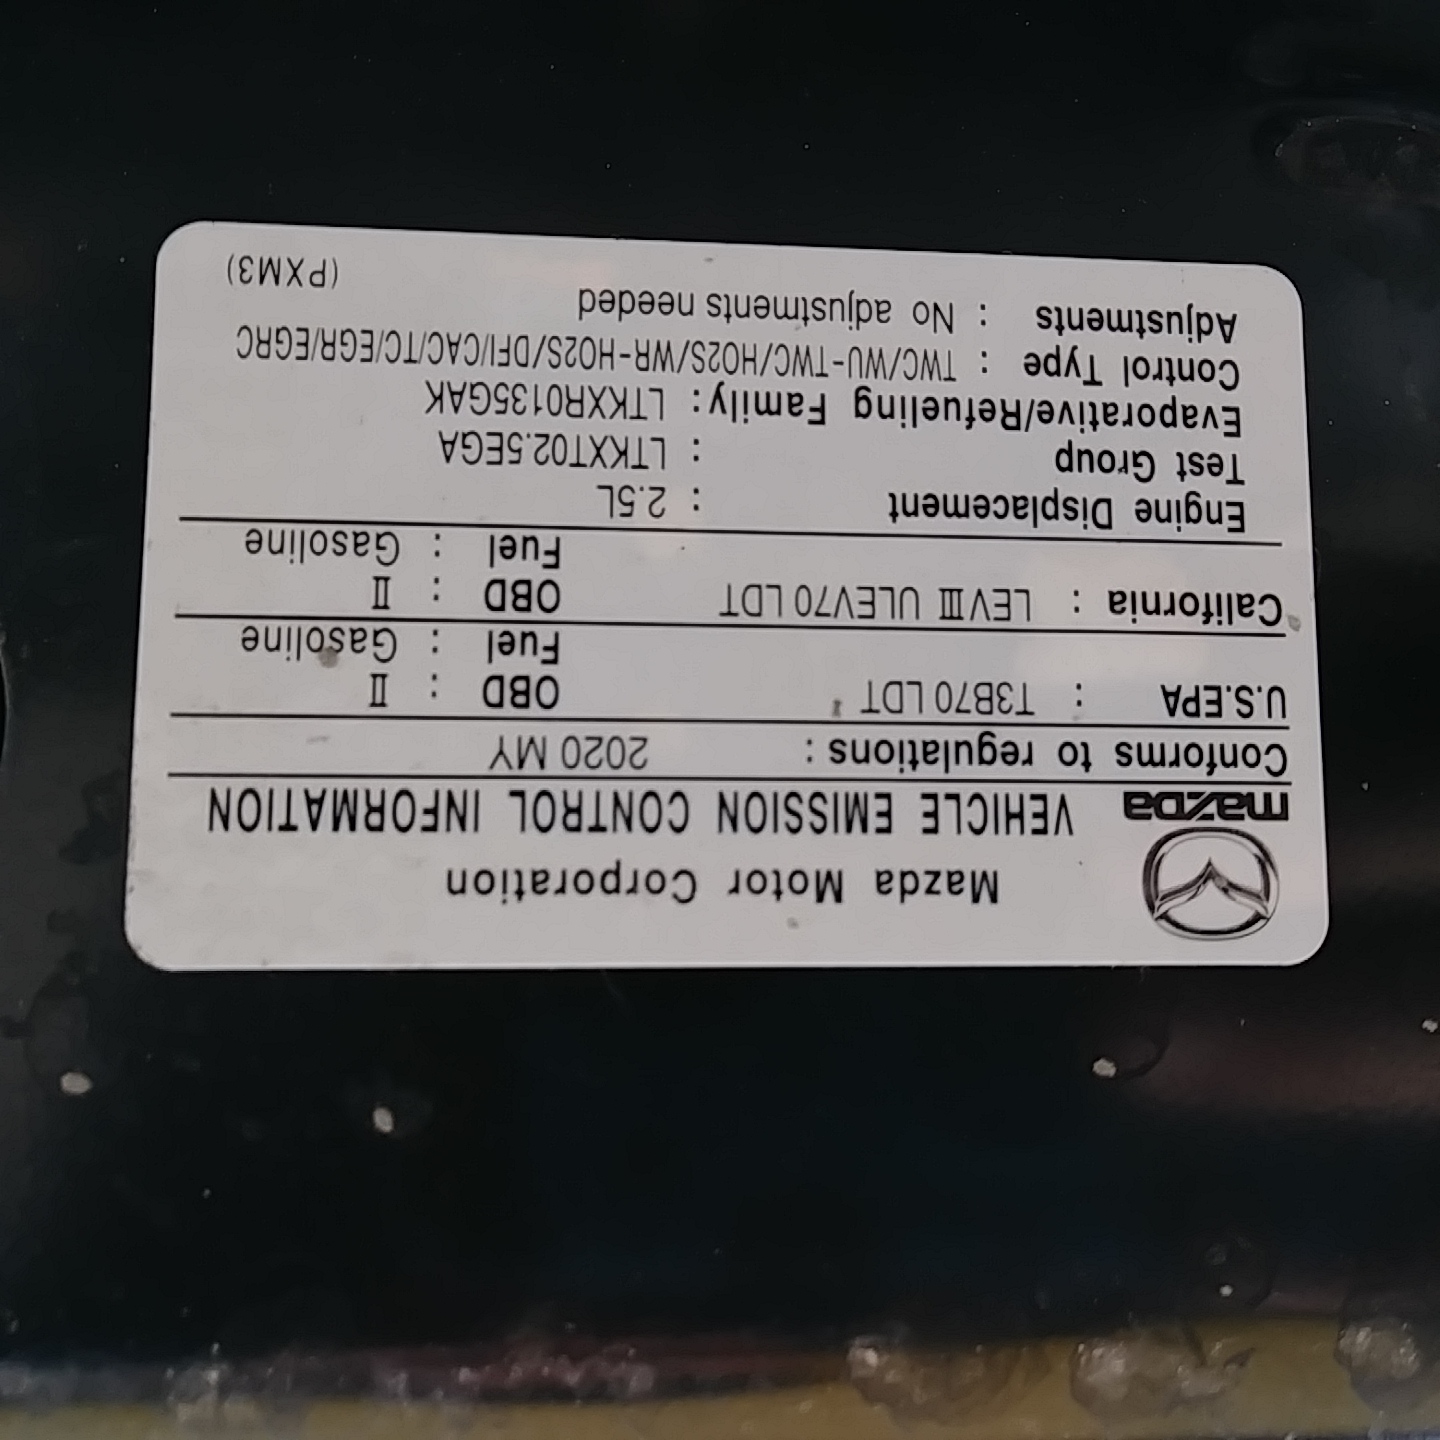 Mazda Motor Corporation
mazda VEHICLE EMISSION CONTROL INFORMATION
Conforms to regulations : 2020 MY
U.S.EPA : T3B70 LDT OBD : II
Fuel : Gasoline
California : LEVIII ULEV70 LDT OBD : II
Fuel : Gasoline
Engine Displacement : 2.5L
Test Group : LTKXT02.5EGA
Evaporative/Refueling Family : LTKXR0135GAK
Control Type : TWC/WU-TWC/HO2S/WR-HO2S/DFI/CAC/TC/EGR/EGRC
Adjustments : No adjustments needed
(PXM3)